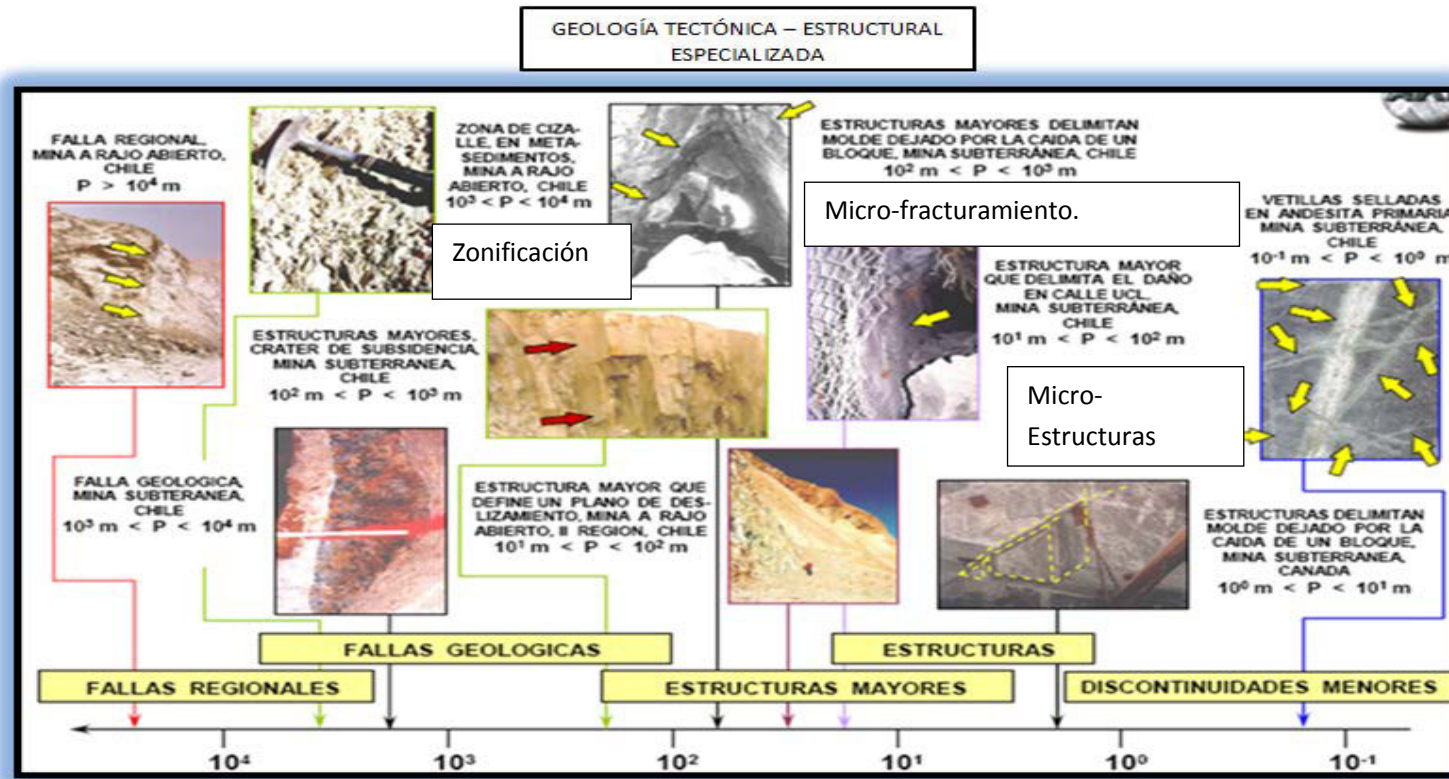 GEOLOGÍA TECTÓNICA – ESTRUCTURAL
ESPECIALIZADA
FALLA REGIONAL,
MINA A RAJO ABIERTO,
CHILE
P > 10⁴ m
ZONA DE CIZA-
LLE, EN META-
SEDIMENTOS,
MINA A RAJO
ABIERTO, CHILE
10³ < P < 10⁴ m
Zonificación
ESTRUCTURAS MAYORES DELIMITAN
MOLDE DEJADO POR LA CAIDA DE UN
BLOQUE, MINA SUBTERRÁNEA, CHILE
10² m < P < 10³ m
Micro-fracturamiento.
VETILLAS SELLADAS
EN ANDESITA PRIMARIA
MINA SUBTERRÁNEA,
CHILE
10⁻¹ m < P < 10⁰ m
ESTRUCTURA MAYOR
QUE DELIMITA EL DAÑO
EN CALLE UCL,
MINA SUBTERRÁNEA,
CHILE
10¹ m < P < 10² m
ESTRUCTURAS MAYORES,
CRATER DE SUBSIDENCIA,
MINA SUBTERRANEA,
CHILE
10² m < P < 10³ m
Micro-
Estructuras
FALLA GEOLOGICA,
MINA SUBTERANEA,
CHILE
10³ m < P < 10⁴ m
ESTRUCTURA MAYOR QUE
DEFINE UN PLANO DE DES-
LIZAMIENTO, MINA A RAJO
ABIERTO, II REGION, CHILE
10¹ m < P < 10² m
ESTRUCTURAS DELIMITAN
MOLDE DEJADO POR LA
CAIDA DE UN BLOQUE,
MINA SUBTERRANEA,
CANADA
10⁰ m < P < 10¹ m
FALLAS GEOLOGICAS
ESTRUCTURAS
FALLAS REGIONALES
ESTRUCTURAS MAYORES
DISCONTINUIDADES MENORES
10⁴ 10³ 10² 10¹ 10⁰ 10⁻¹